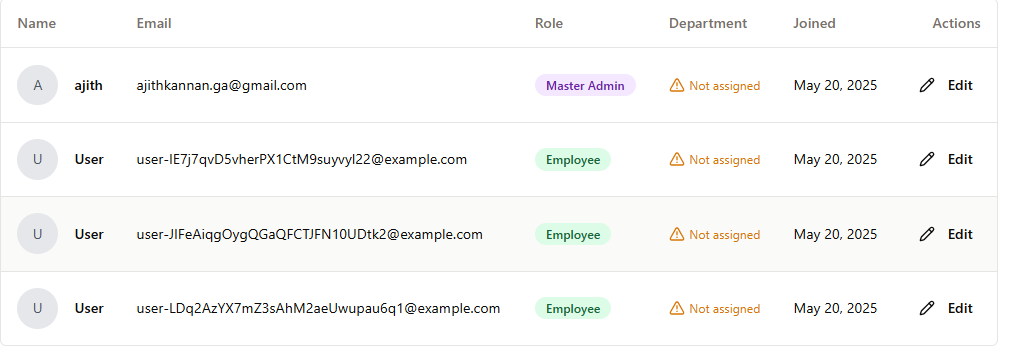 Name Email Role Department Joined Actions
A ajith ajithkannan.ga@gmail.com Master Admin Not assigned May 20, 2025 Edit
U User user-IE7j7qvD5vherPX1CtM9suyvyl22@example.com Employee Not assigned May 20, 2025 Edit
U User user-JIFeAiqgOygQGaQFCTJFN10UDtk2@example.com Employee Not assigned May 20, 2025 Edit
U User user-LDq2AzYX7mZ3sAhM2aeUwupau6q1@example.com Employee Not assigned May 20, 2025 Edit